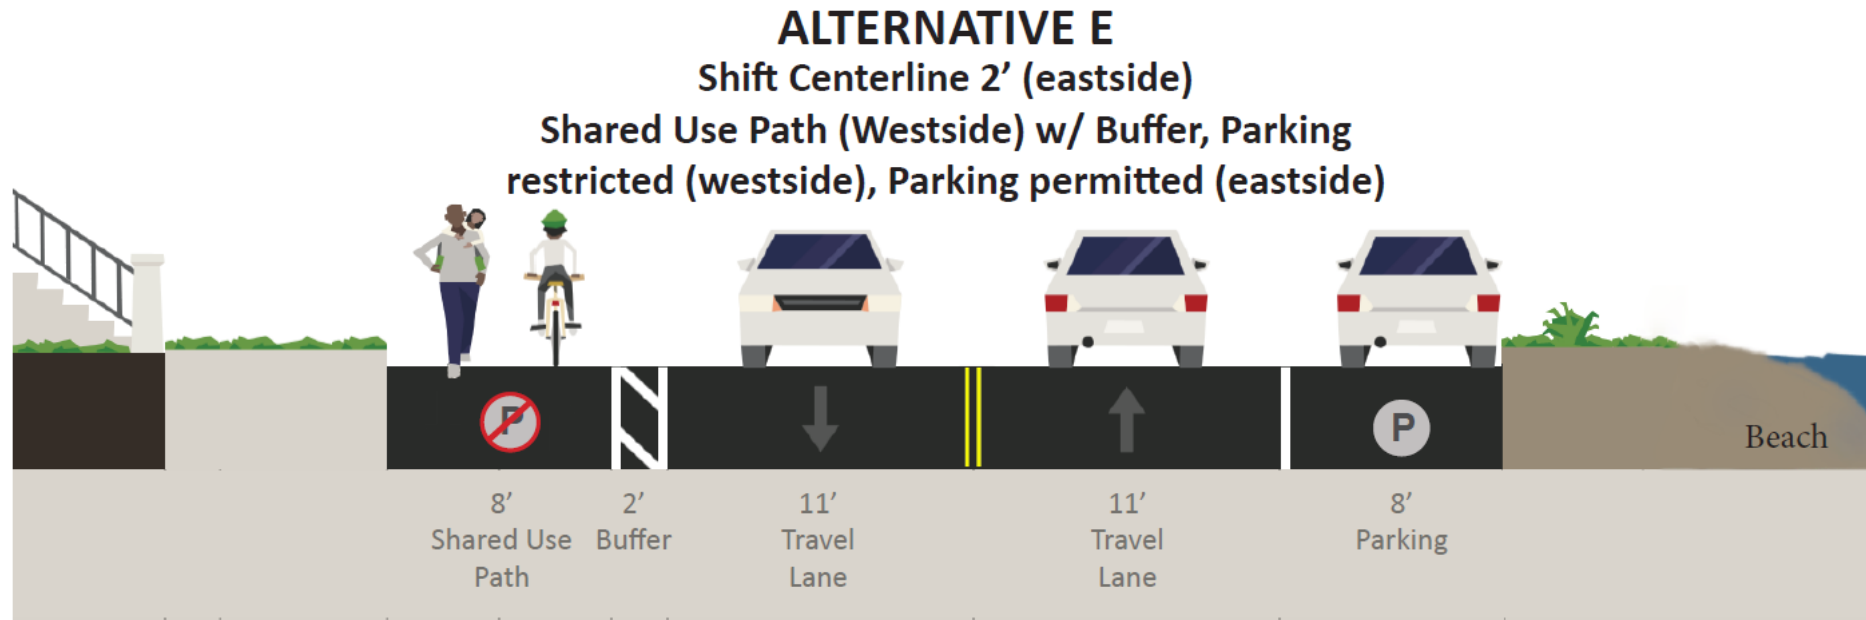 ALTERNATIVE E
Shift Centerline 2’ (eastside)
Shared Use Path (Westside) w/ Buffer, Parking
restricted (westside), Parking permitted (eastside)
P
P
Beach
8’
Shared Use
Path
2’
Buffer
11’
Travel
Lane
11’
Travel
Lane
8’
Parking